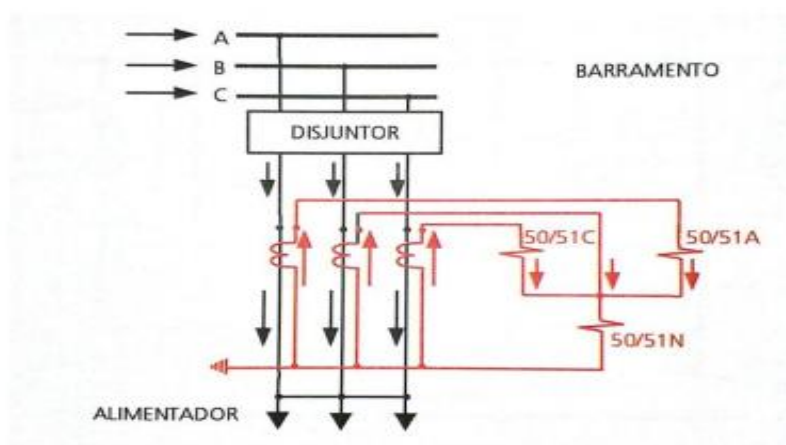 A
B
C
BARRAMENTO
DISJUNTOR
50/51C
50/51A
50/51N
ALIMENTADOR